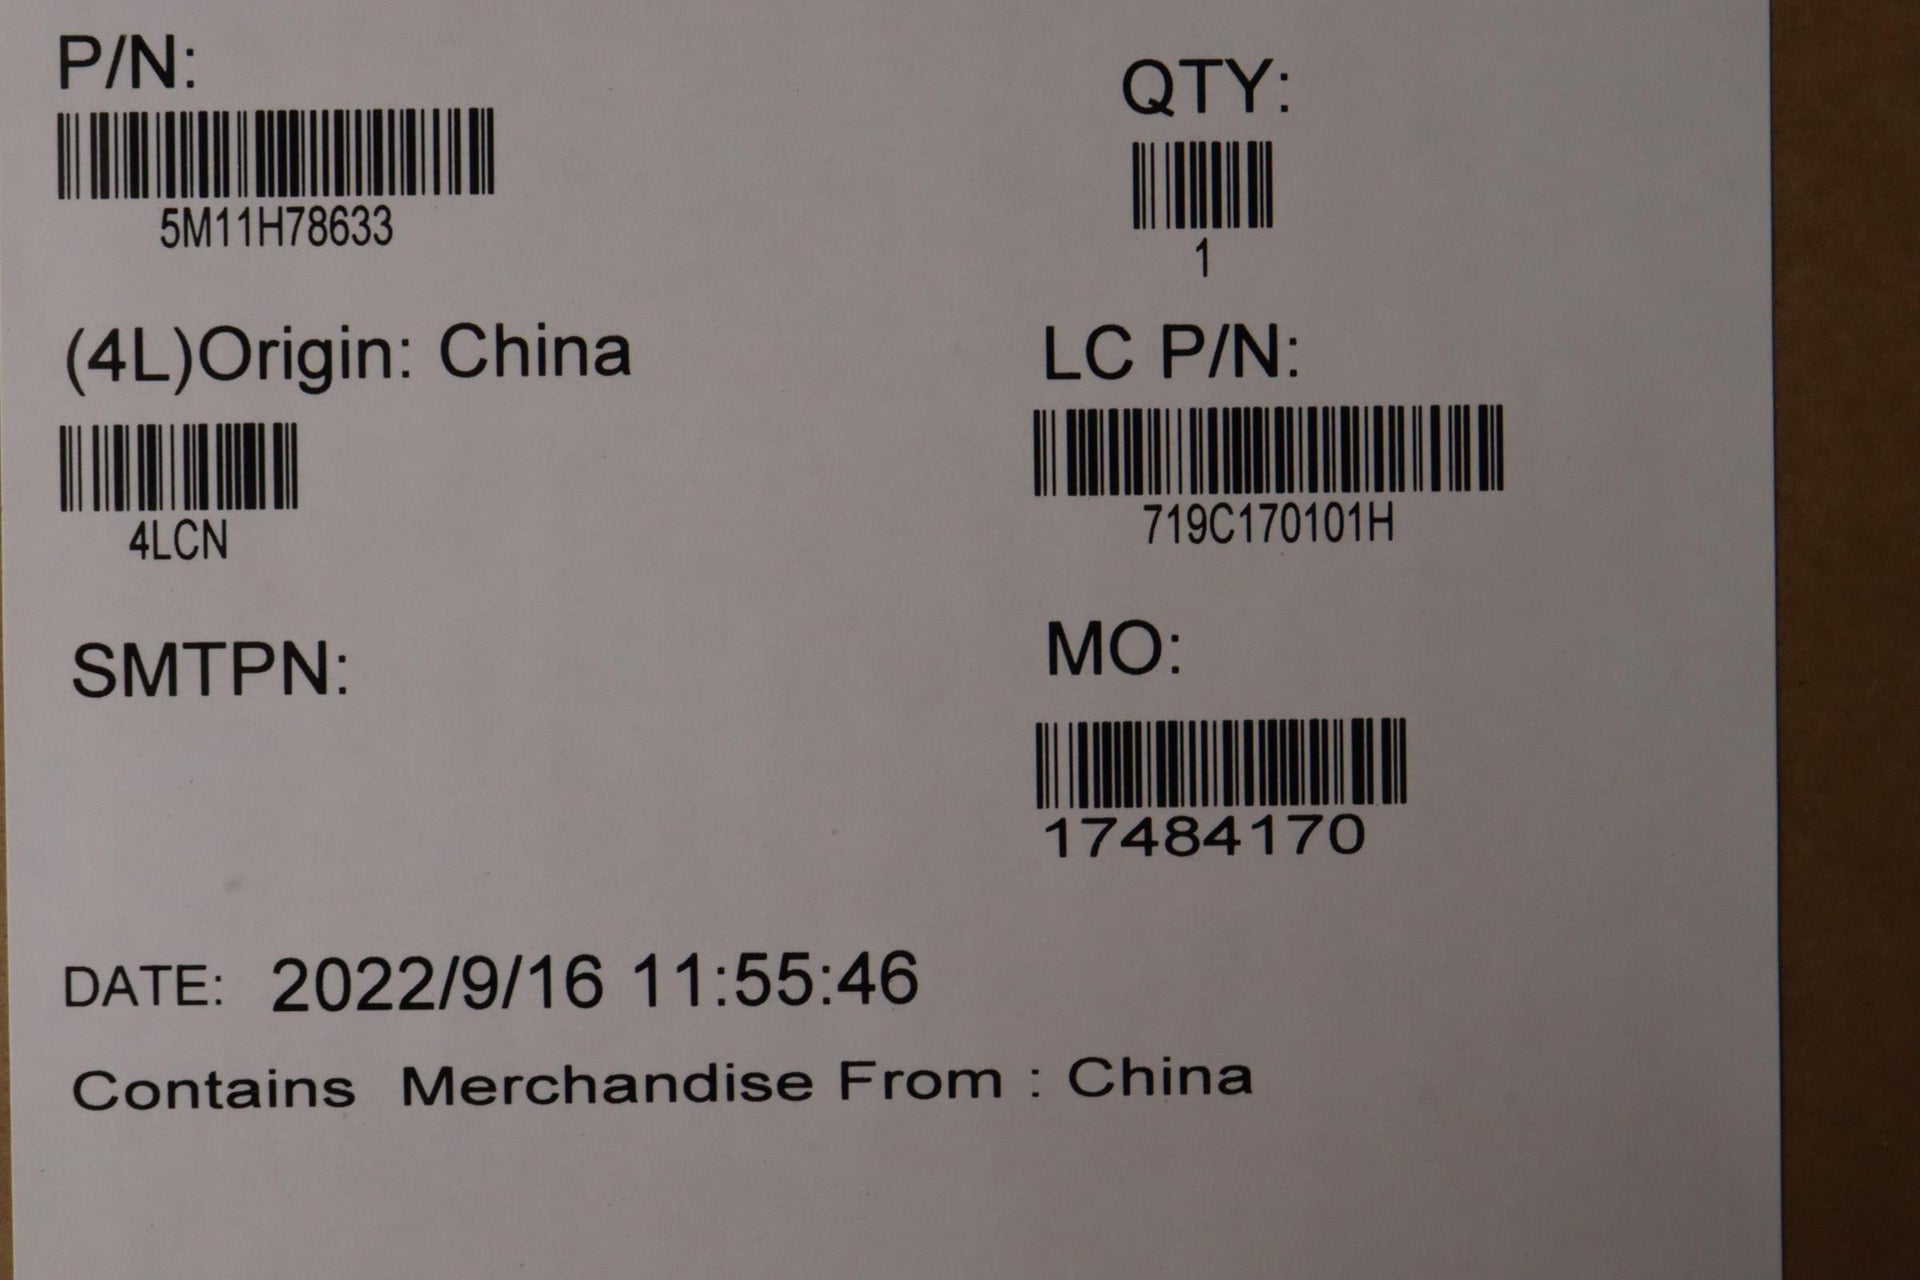 P/N:
5M11H78633
QTY:
1
(4L)Origin: China
4LCN
LC P/N:
719C170101H
SMTPN:
MO:
17484170
DATE: 2022/9/16 11:55:46
Contains Merchandise From : China